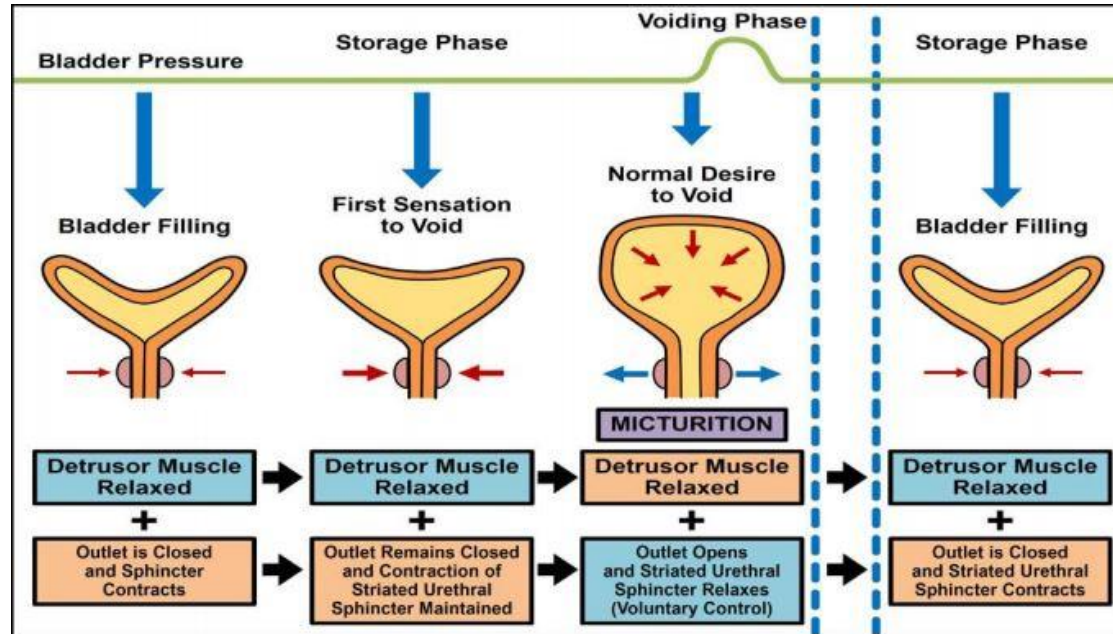 Bladder Pressure
Storage Phase
Voiding Phase
Storage Phase
Bladder Filling
First Sensation
to Void
Normal Desire
to Void
Bladder Filling
MICTURITION
Detrusor Muscle
Relaxed
Detrusor Muscle
Relaxed
Detrusor Muscle
Relaxed
Detrusor Muscle
Relaxed
+
+
+
+
Outlet is Closed
and Sphincter
Contracts
Outlet Remains Closed
and Contraction of
Striated Urethral
Sphincter Maintained
Outlet Opens
and Striated Urethral
Sphincter Relaxes
(Voluntary Control)
Outlet is Closed
and Striated Urethral
Sphincter Contracts